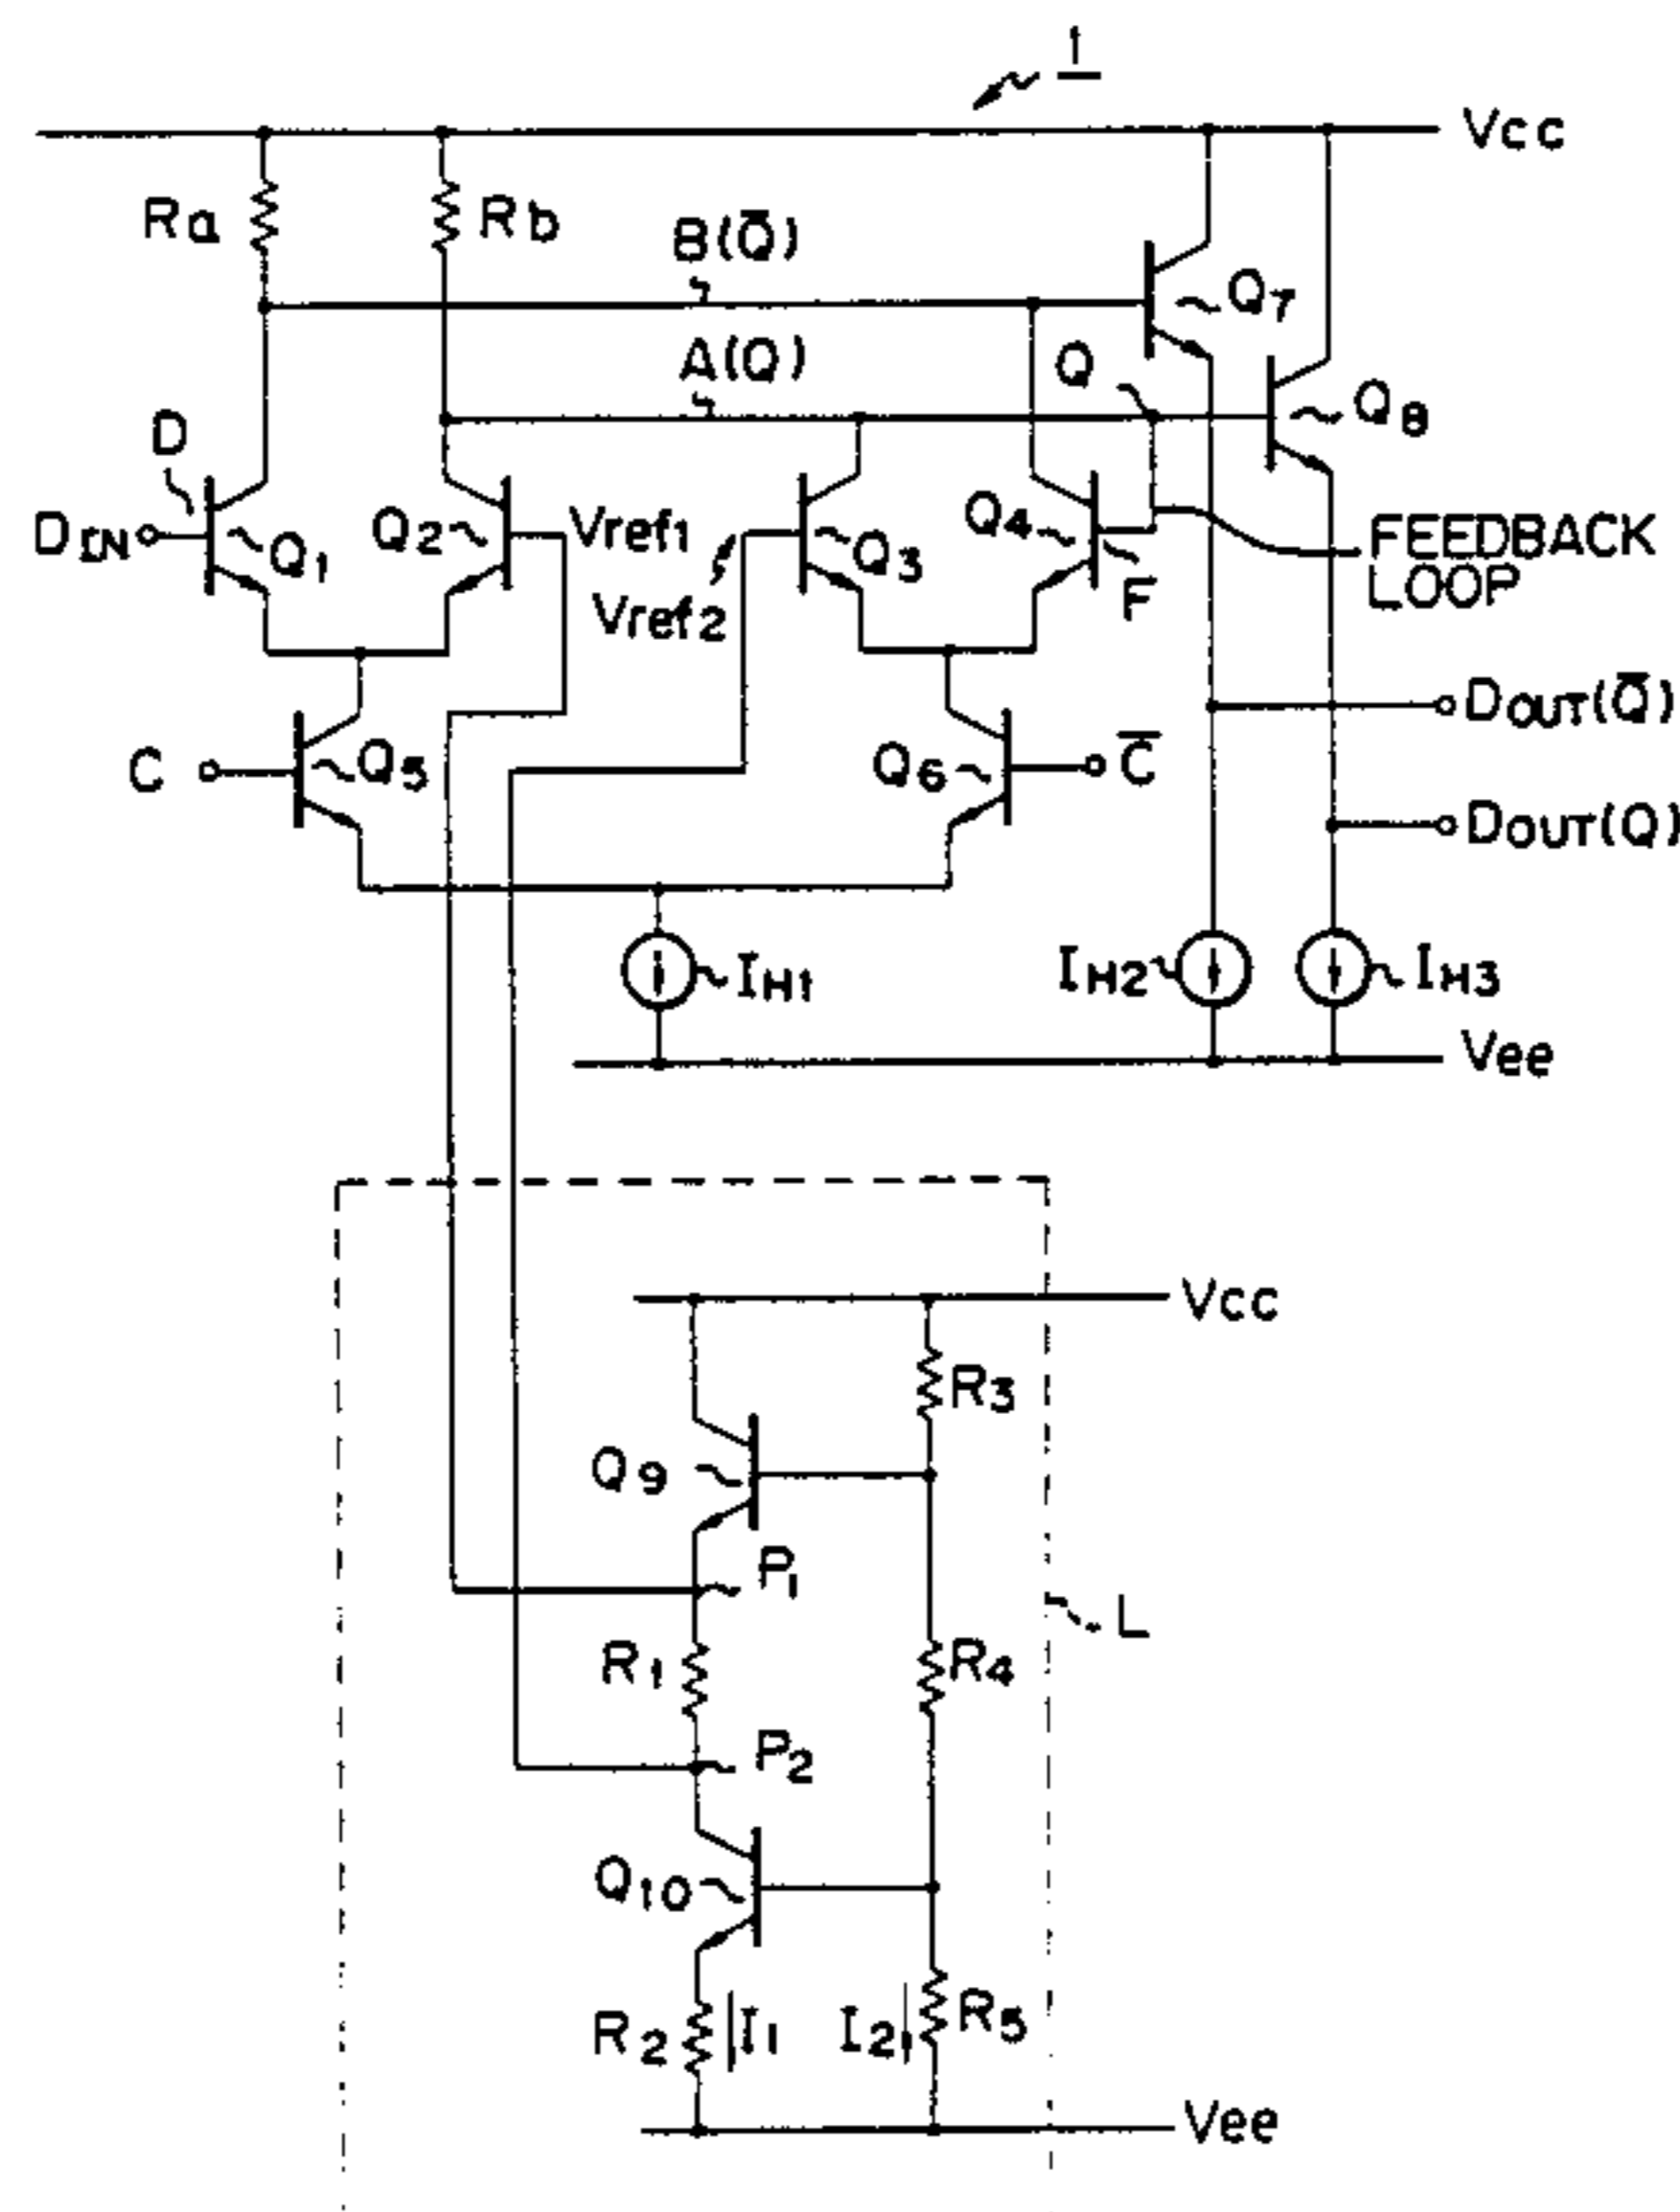 1
Vcc
Ra
Rb
B(Q̅)
Q7
A(Q)
Q
Q8
D
DIN
Q1
Q2
Vref1
Vref2
Q3
Q4
F
FEEDBACK
LOOP
DOUT(Q̅)
C
Q5
Q6
C̅
DOUT(Q)
IH1
IH2
IH3
Vee
Vcc
R3
Q9
P1
L
R1
R4
P2
Q10
R2
I1
I2
R5
Vee